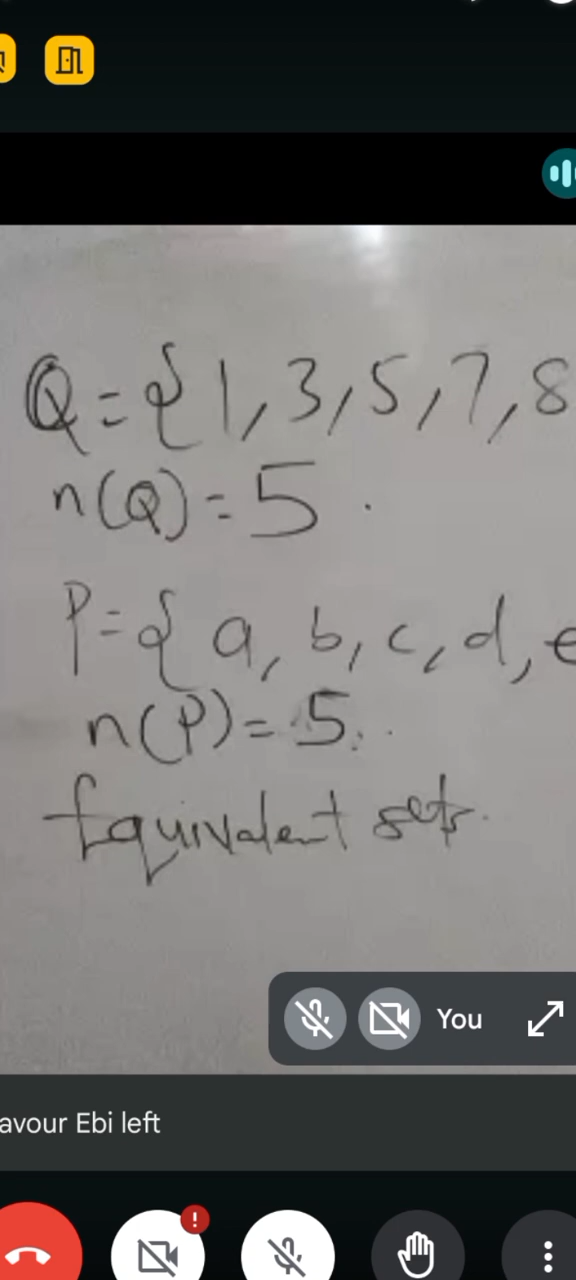 Q={1,3,5,7,8
n(Q)=5.
P={a,b,c,d,e
n(P)=5.
Equivalent sets.
You
avour Ebi left
!